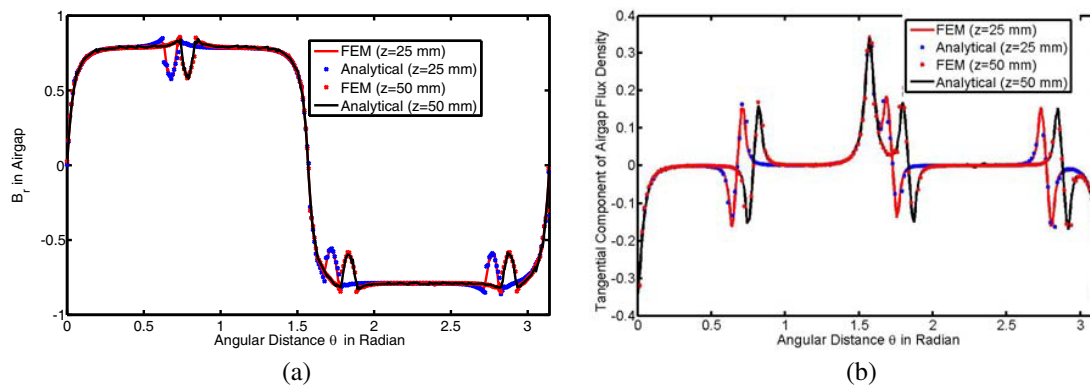 1
0.5
0
-0.5
-1
B_r in Airgap
0
0.5
1
1.5
2
2.5
3
Angular Distance θ in Radian
FEM (z=25 mm)
Analytical (z=25 mm)
FEM (z=50 mm)
Analytical (z=50 mm)
(a)
0.4
0.3
0.2
0.1
0
-0.1
-0.2
-0.3
-0.4
Tangential Component of Airgap Flux Density
0
0.5
1
1.5
2
2.5
3
Angular Distance θ in Radian
FEM (z=25 mm)
Analytical (z=25 mm)
FEM (z=50 mm)
Analytical (z=50 mm)
(b)